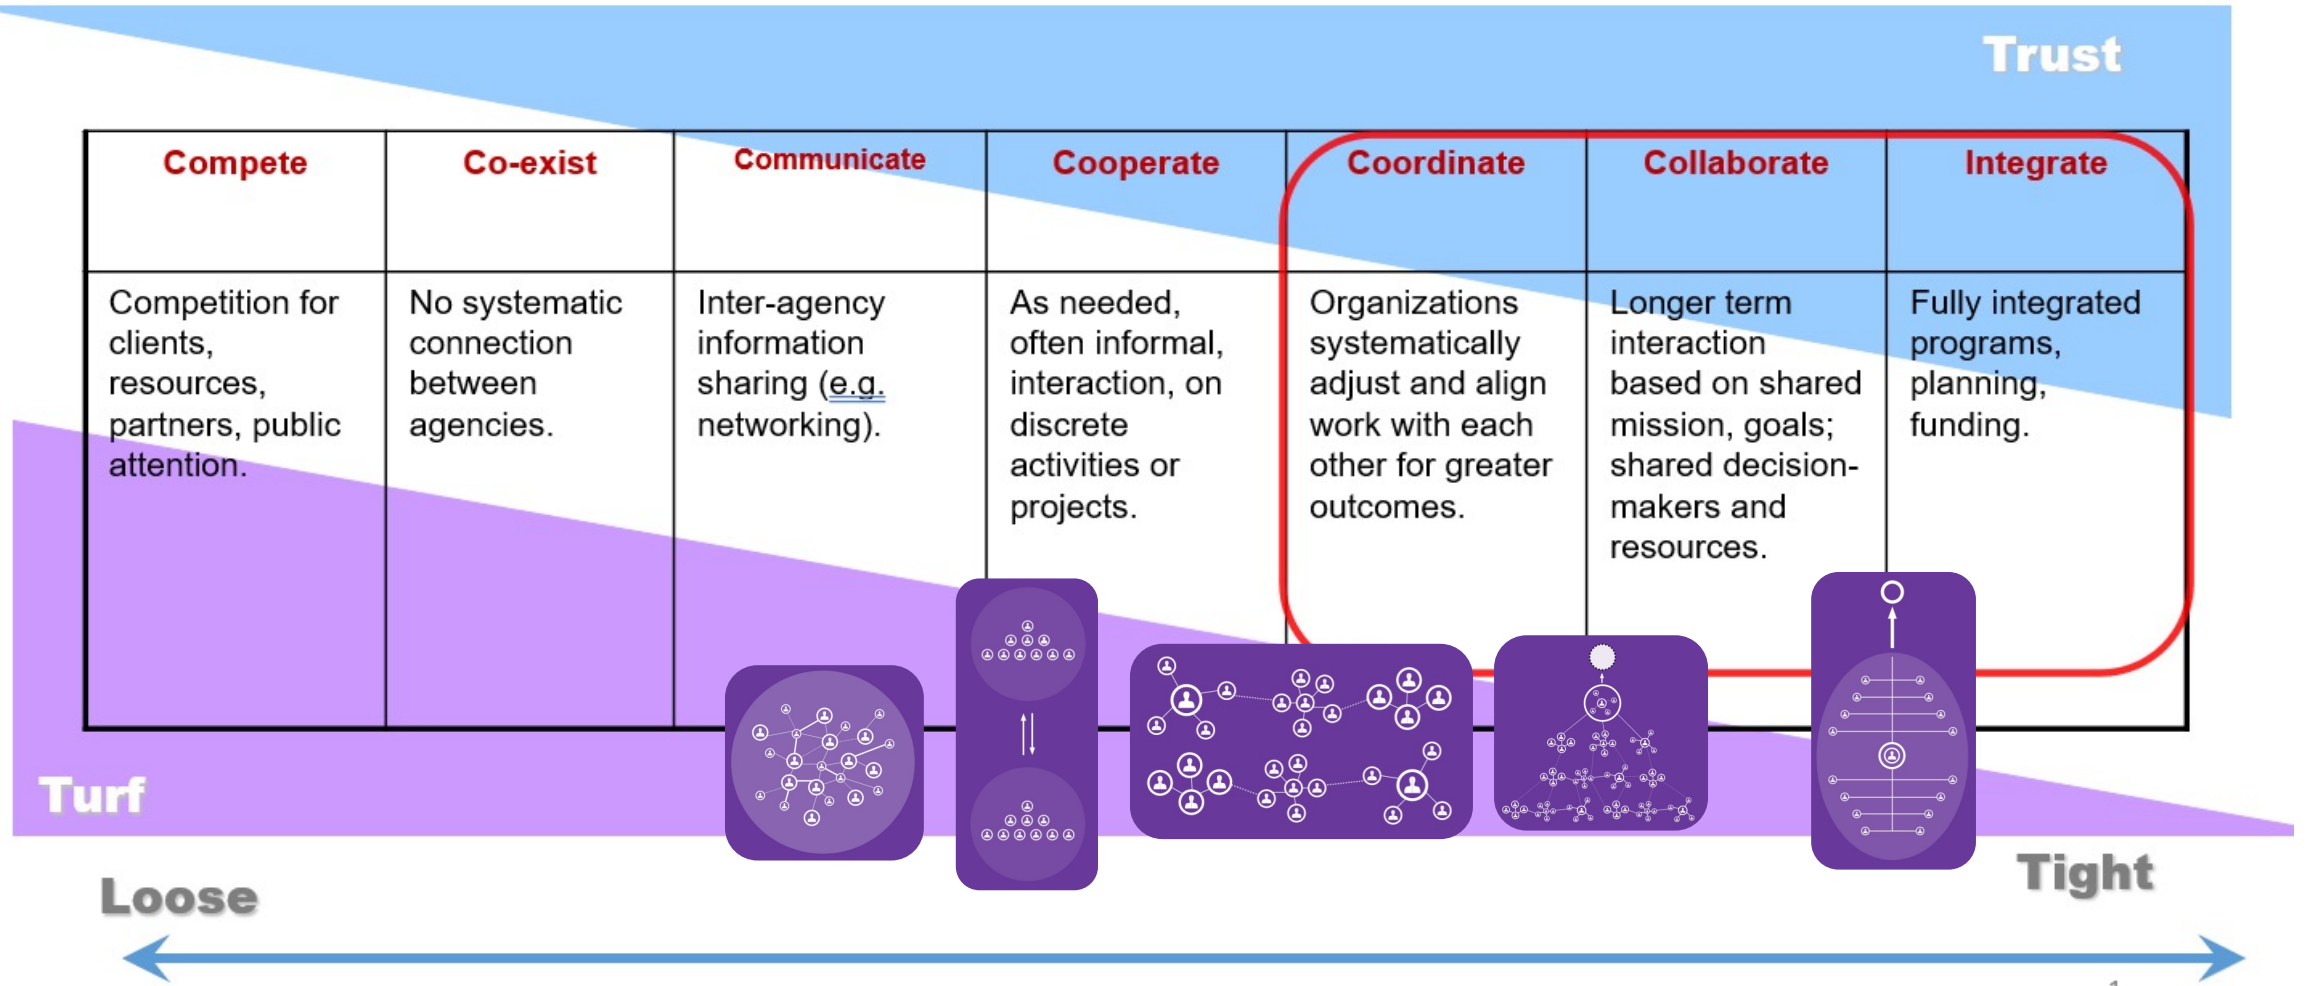 Trust
Compete
Co-exist
Communicate
Cooperate
Coordinate
Collaborate
Integrate
Competition for
clients,
resources,
partners, public
attention.
No systematic
connection
between
agencies.
Inter-agency
information
sharing (e.g.
networking).
As needed,
often informal,
interaction, on
discrete
activities or
projects.
Organizations
systematically
adjust and align
work with each
other for greater
outcomes.
Longer term
interaction
based on shared
mission, goals;
shared decision-
makers and
resources.
Fully integrated
programs,
planning,
funding.
Turf
Loose
Tight